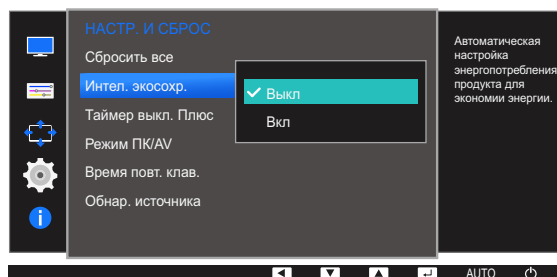 НАСТР. И СБРОС
Сбросить все
Интел. экосохр.
Таймер выкл. Плюс
Режим ПК/AV
Время повт. клав.
Обнар. источника
Выкл
Вкл
Автоматическая
настройка
энергопотребления
продукта для
экономии энергии.
AUTO